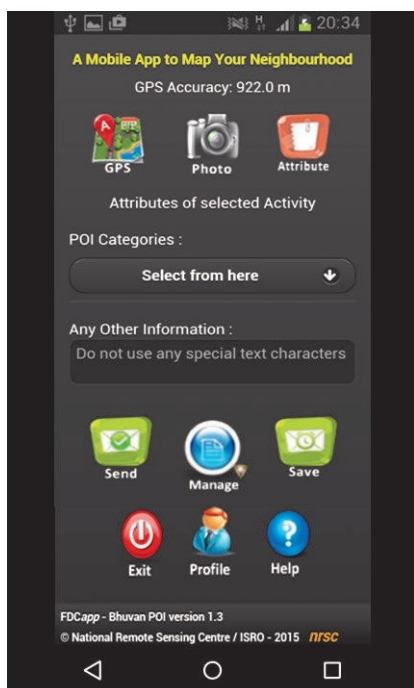 20:34
A Mobile App to Map Your Neighbourhood
GPS Accuracy: 922.0 m
GPS Photo Attribute
Attributes of selected Activity
POI Categories :
Select from here
Any Other Information :
Do not use any special text characters
Send Manage Save
Exit Profile Help
FDCapp - Bhuvan POI version 1.3
© National Remote Sensing Centre / ISRO - 2015 nrsc